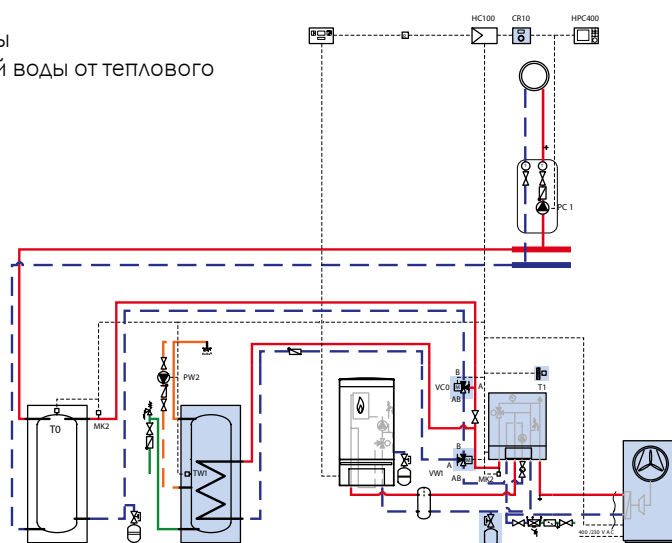 ы
й воды от теплового
HC100
CR10
HPC400
PC 1
B
VC0
M
A
AB
T1
PW2
T0
MK2
TW1
B
A
M
VW1
AB
MK2
400 /230 V AC